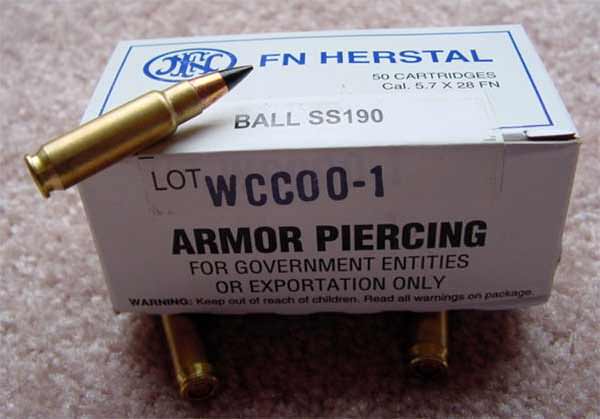 FN HERSTAL
50 CARTRIDGES
Cal. 5.7 X 28 FN
BALL SS190
LOT WCC00-1
ARMOR PIERCING
FOR GOVERNMENT ENTITIES
OR EXPORTATION ONLY
WARNING: Keep out of reach of children. Read all warnings on package.